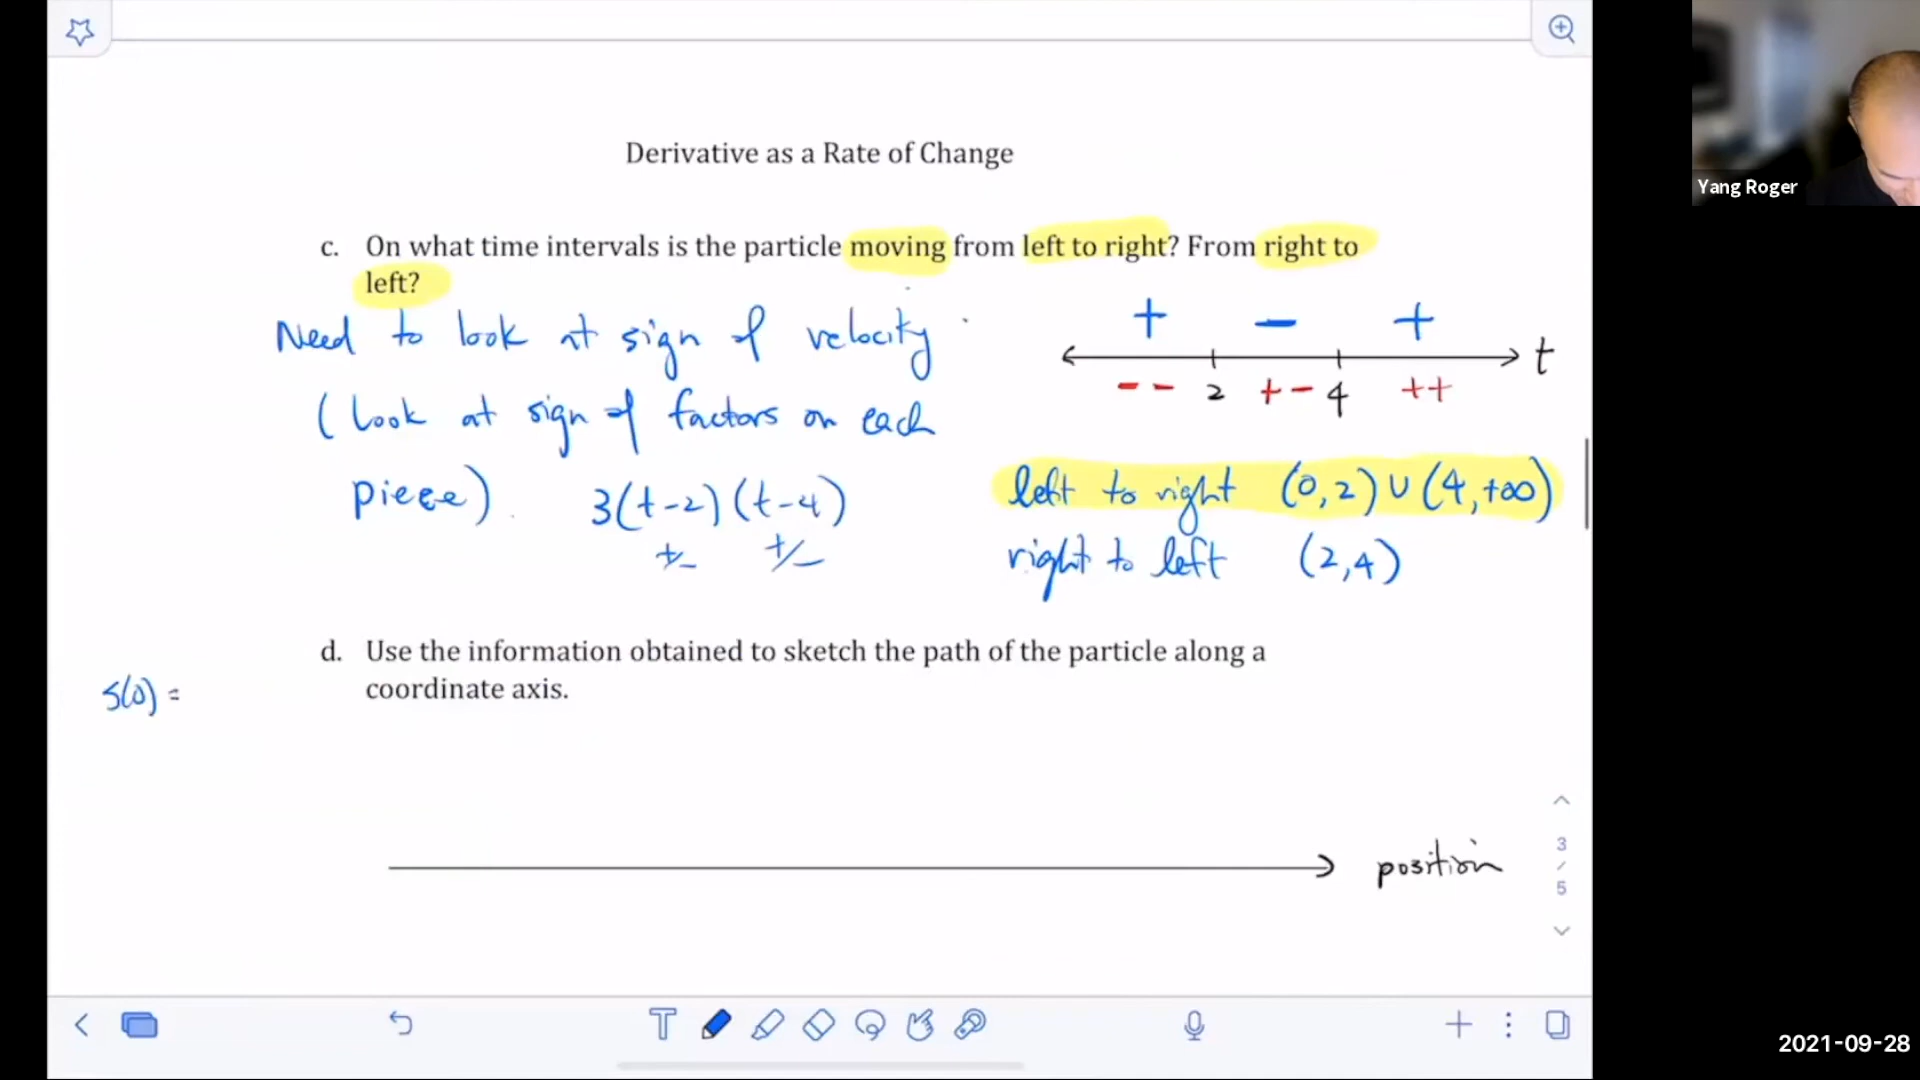 Derivative as a Rate of Change
Yang Roger
c. On what time intervals is the particle moving from left to right? From right to
left?
Need to look at sign of velocity
(look at sign of factors on each
piece) 3(t-2)(t-4)
+/- +/-
+ - +
t
- - 2 + - 4 + +
left to right (0,2) ∪ (4,+∞)
right to left (2,4)
d. Use the information obtained to sketch the path of the particle along a
coordinate axis.
s(0) =
position
3
/
5
T
2021-09-28